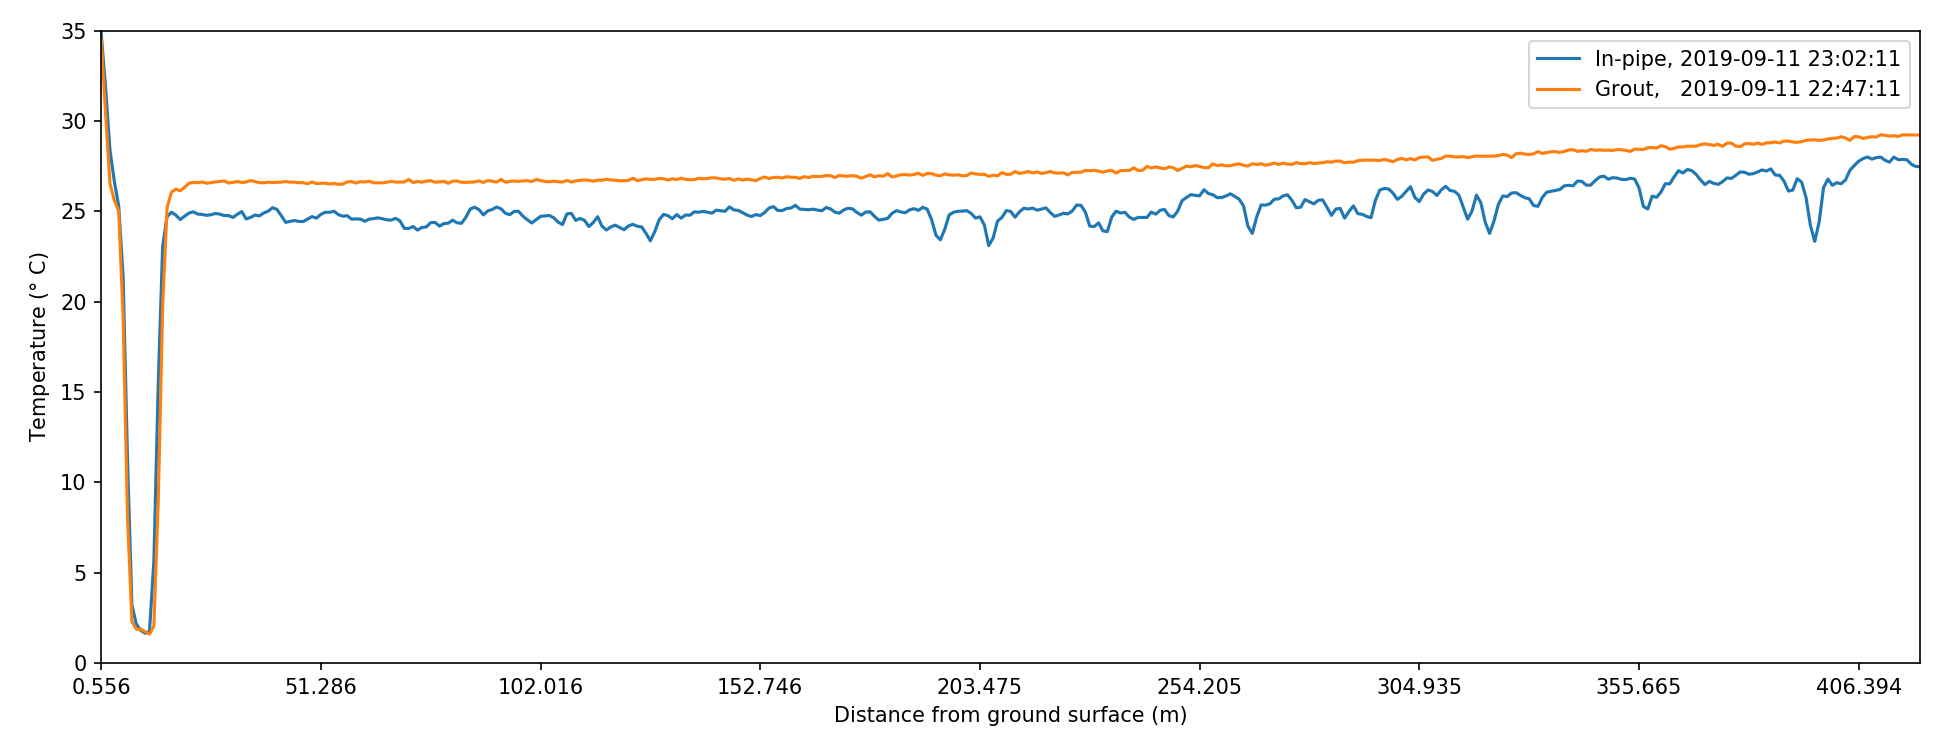 In-pipe, 2019-09-11 23:02:11
Grout, 2019-09-11 22:47:11
Temperature (° C)
35
30
25
20
15
10
5
0
0.556 51.286 102.016 152.746 203.475 254.205 304.935 355.665 406.394
Distance from ground surface (m)